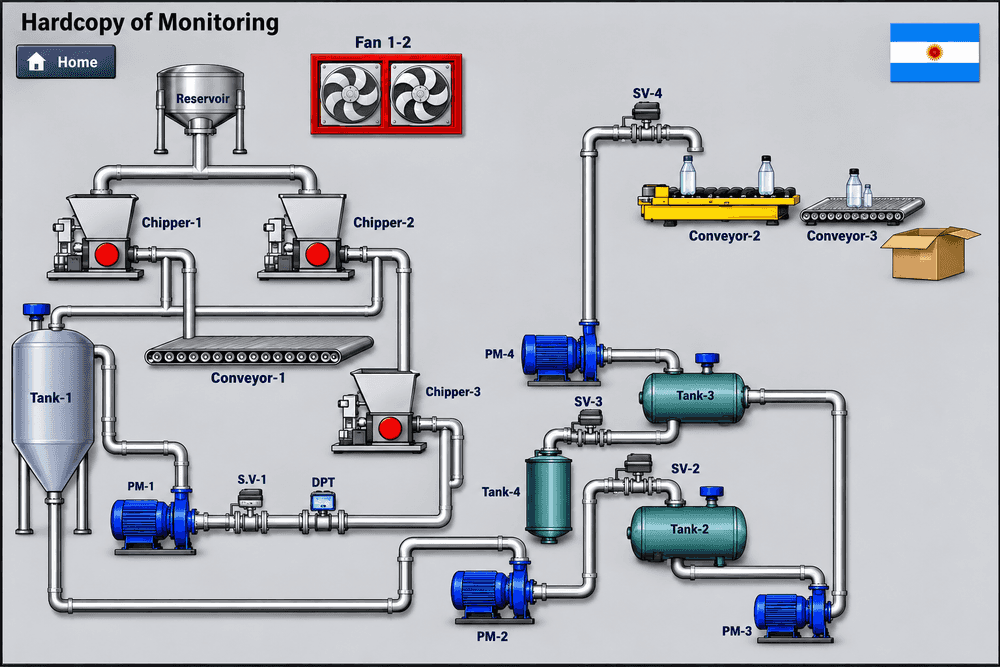 Hardcopy of Monitoring
Home
Fan 1-2
Reservoir
SV-4
Chipper-1
Chipper-2
Conveyor-2
Conveyor-3
PM-4
Conveyor-1
Tank-1
Chipper-3
Tank-3
SV-3
PM-1
S.V-1
DPT
Tank-4
SV-2
Tank-2
PM-2
PM-3